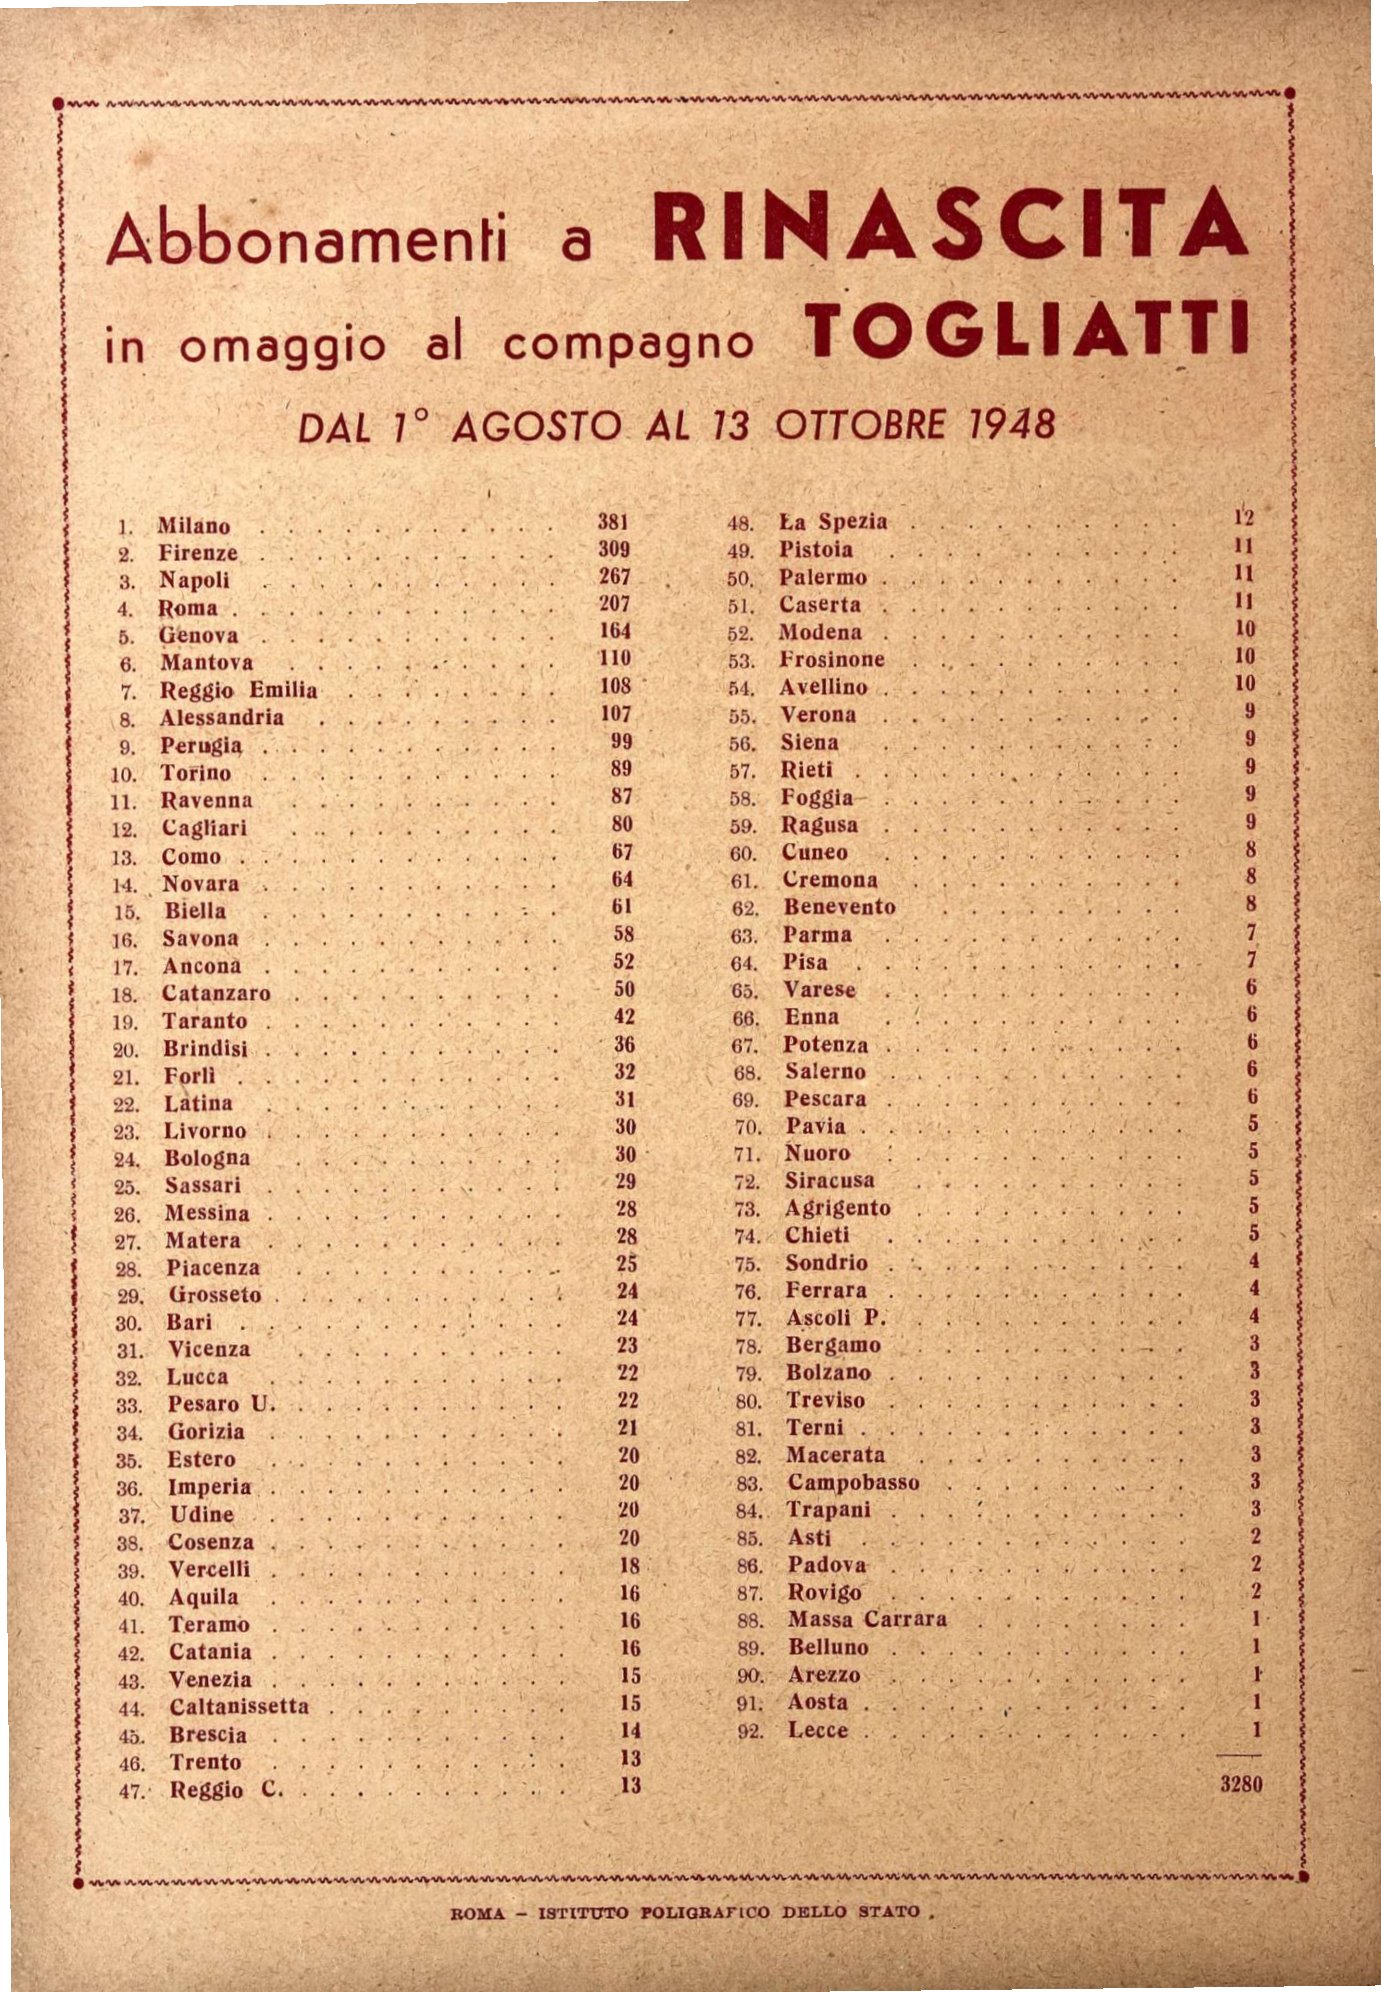 Abbonamenti a RINASCITA
in omaggio al compagno TOGLIATTI
DAL 1° AGOSTO AL 13 OTTOBRE 1948
1. Milano 381
2. Firenze 309
3. Napoli 267
4. Roma 207
5. Genova 164
6. Mantova 110
7. Reggio Emilia 108
8. Alessandria 107
9. Perugia 99
10. Torino 89
11. Ravenna 87
12. Cagliari 80
13. Como 67
14. Novara 64
15. Biella 61
16. Savona 58
17. Ancona 52
18. Catanzaro 50
19. Taranto 42
20. Brindisi 36
21. Forlì 32
22. Latina 31
23. Livorno 30
24. Bologna 30
25. Sassari 29
26. Messina 28
27. Matera 28
28. Piacenza 25
29. Grosseto 24
30. Bari 24
31. Vicenza 23
32. Lucca 22
33. Pesaro U. 22
34. Gorizia 21
35. Estero 20
36. Imperia 20
37. Udine 20
38. Cosenza 20
39. Vercelli 18
40. Aquila 16
41. Teramo 16
42. Catania 16
43. Venezia 15
44. Caltanissetta 15
45. Brescia 14
46. Trento 13
47. Reggio C. 13
48. La Spezia 12
49. Pistoia 11
50. Palermo 11
51. Caserta 11
52. Modena 10
53. Frosinone 10
54. Avellino 10
55. Verona 9
56. Siena 9
57. Rieti 9
58. Foggia 9
59. Ragusa 9
60. Cuneo 8
61. Cremona 8
62. Benevento 8
63. Parma 7
64. Pisa 7
65. Varese 6
66. Enna 6
67. Potenza 6
68. Salerno 6
69. Pescara 6
70. Pavia 5
71. Nuoro 5
72. Siracusa 5
73. Agrigento 5
74. Chieti 5
75. Sondrio 4
76. Ferrara 4
77. Ascoli P. 4
78. Bergamo 3
79. Bolzano 3
80. Treviso 3
81. Terni 3
82. Macerata 3
83. Campobasso 3
84. Trapani 3
85. Asti 2
86. Padova 2
87. Rovigo 2
88. Massa Carrara 1
89. Belluno 1
90. Arezzo 1
91. Aosta 1
92. Lecce 1
3280
ROMA - ISTITUTO POLIGRAFICO DELLO STATO